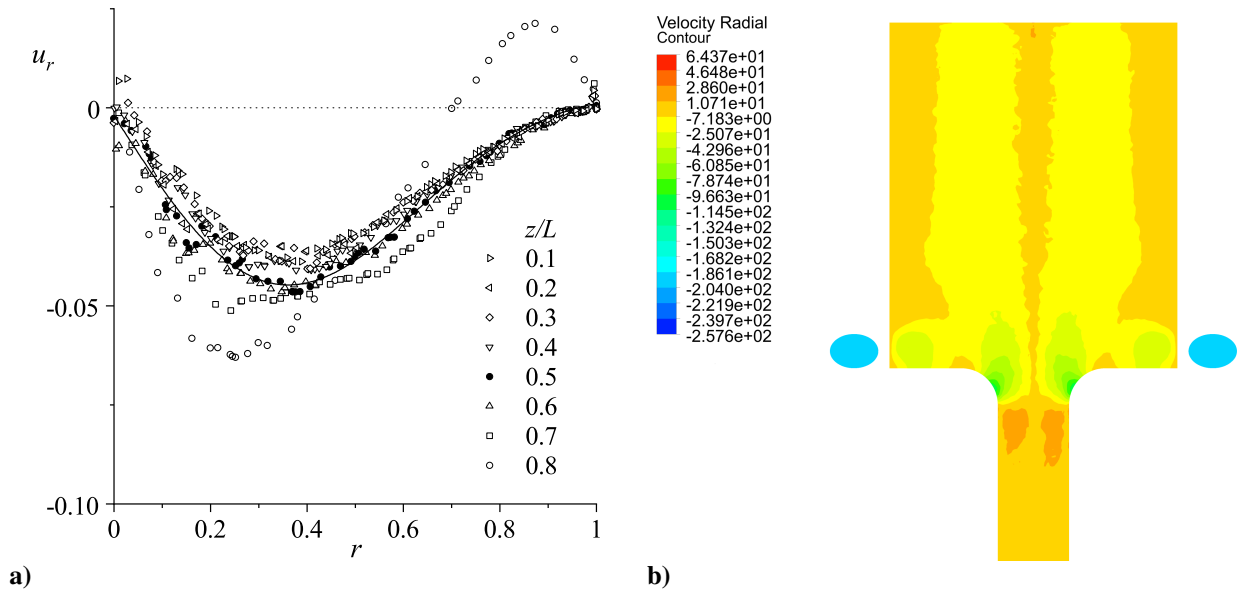 u_r
0
-0.05
-0.10
0
0.2
0.4
0.6
0.8
1
r
z/L
0.1
0.2
0.3
0.4
0.5
0.6
0.7
0.8
a)
Velocity Radial
Contour
6.437e+01
4.648e+01
2.860e+01
1.071e+01
-7.183e+00
-2.507e+01
-4.296e+01
-6.085e+01
-7.874e+01
-9.663e+01
-1.145e+02
-1.324e+02
-1.503e+02
-1.682e+02
-1.861e+02
-2.040e+02
-2.219e+02
-2.397e+02
-2.576e+02
b)